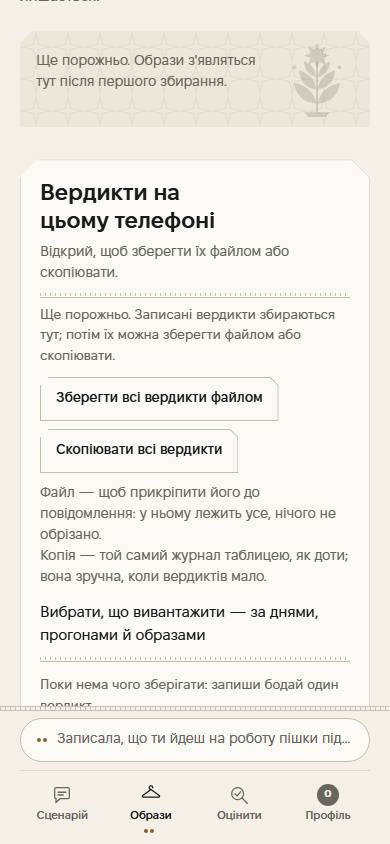 Ще порожньо. Образи з'являться
тут після першого збирання.
Вердикти на
цьому телефоні
Відкрий, щоб зберегти їх файлом або
скопіювати.
Ще порожньо. Записані вердикти збираються
тут; потім їх можна зберегти файлом або
скопіювати.
Зберегти всі вердикти файлом
Скопіювати всі вердикти
Файл — щоб прикріпити його до
повідомлення: у ньому лежить усе, нічого не
обрізано.
Копія — той самий журнал таблицею, як доти;
вона зручна, коли вердиктів мало.
Вибрати, що вивантажити — за днями,
прогонами й образами
Поки нема чого зберігати: запиши бодай один
вердикт.
Записала, що ти йдеш на роботу пішки під...
Сценарій
Образи
Оцінити
О
Профіль